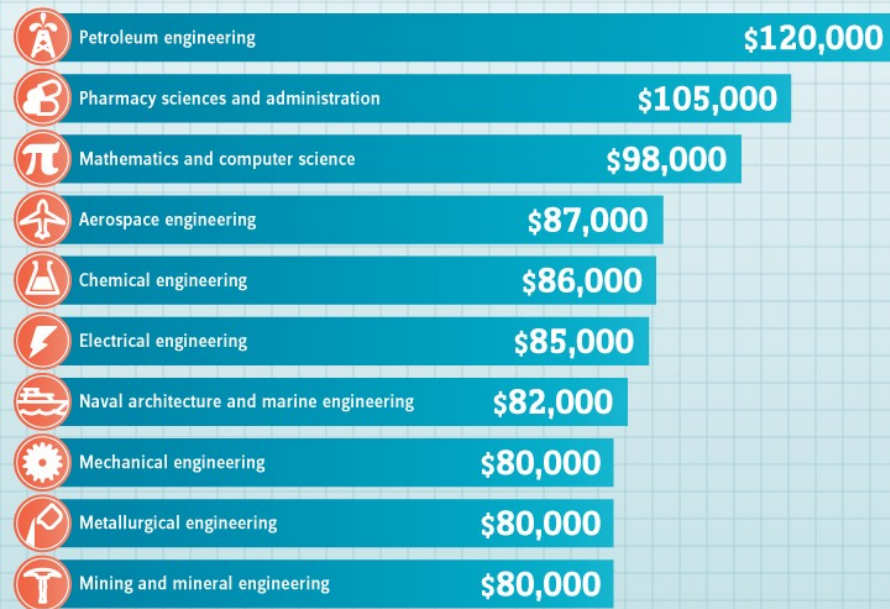 Petroleum engineering $120,000
Pharmacy sciences and administration $105,000
π Mathematics and computer science $98,000
Aerospace engineering $87,000
Chemical engineering $86,000
Electrical engineering $85,000
Naval architecture and marine engineering $82,000
Mechanical engineering $80,000
Metallurgical engineering $80,000
Mining and mineral engineering $80,000